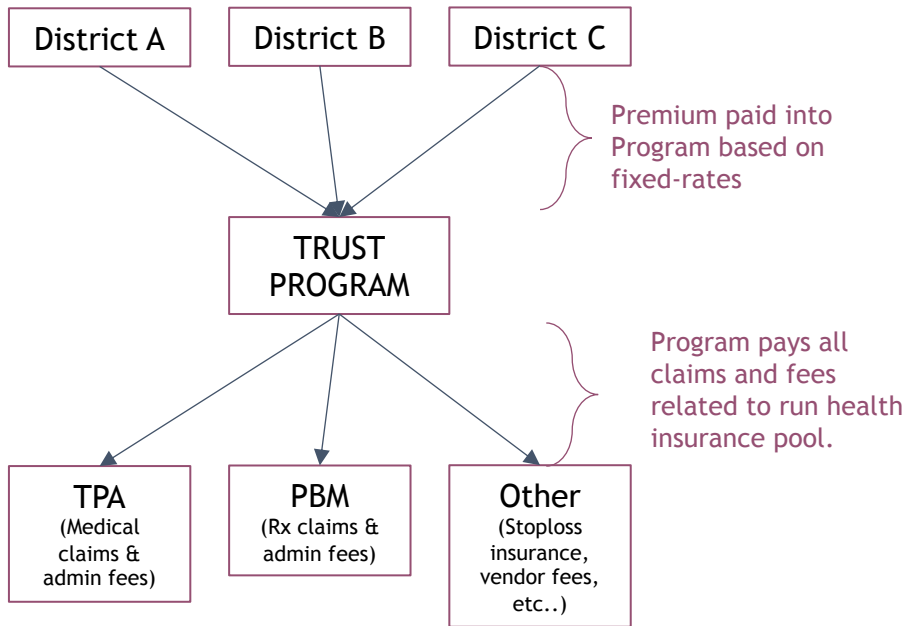 District A
District B
District C
Premium paid into
Program based on
fixed-rates
TRUST
PROGRAM
Program pays all
claims and fees
related to run health
insurance pool.
TPA
(Medical
claims &
admin fees)
PBM
(Rx claims &
admin fees)
Other
(Stoploss
insurance,
vendor fees,
etc..)